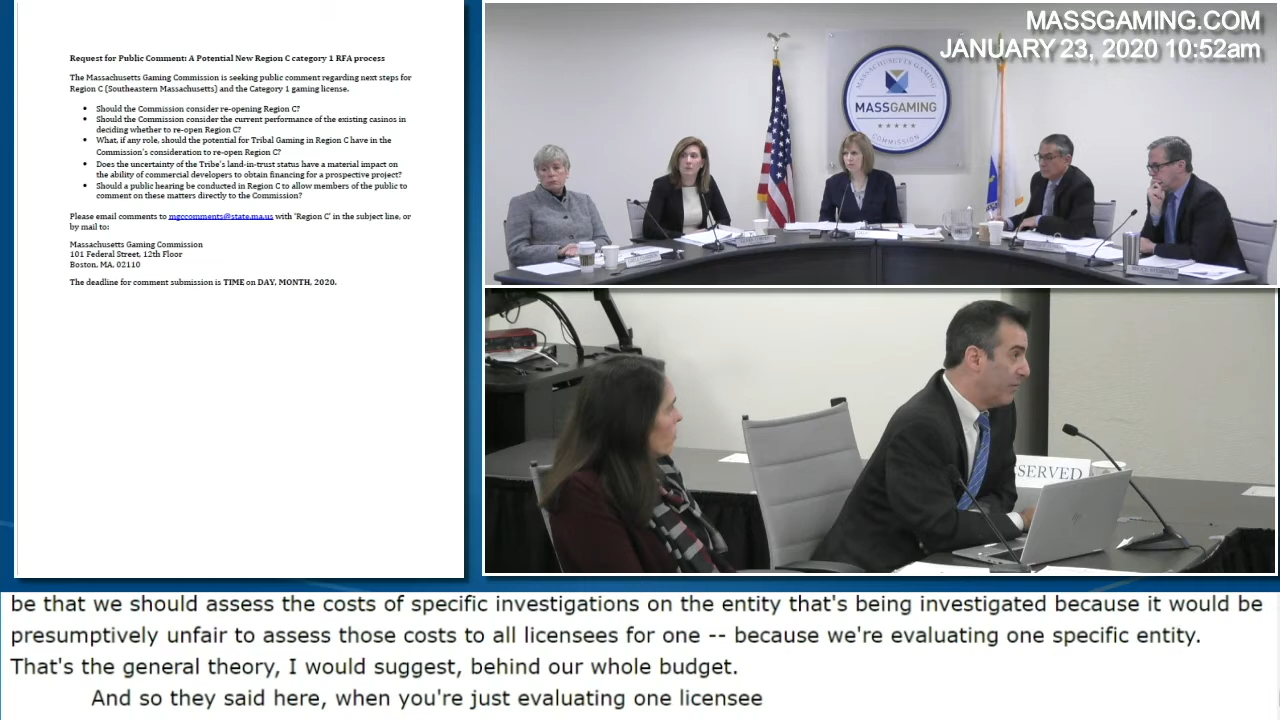 Request for Public Comment: A Potential New Region C category 1 RFA process
The Massachusetts Gaming Commission is seeking public comment regarding next steps for
Region C (Southeastern Massachusetts) and the Category 1 gaming license.
• Should the Commission consider re-opening Region C?
• Should the Commission consider the current performance of the existing casinos in
deciding whether to re-open Region C?
• What, if any role, should the potential for Tribal Gaming in Region C have in the
Commission's consideration to re-open Region C?
• Does the uncertainty of the Tribe's land-in-trust status have a material impact on
the ability of commercial developers to obtain financing for a prospective project?
• Should a public hearing be conducted in Region C to allow members of the public to
comment on these matters directly to the Commission?
Please email comments to mgccomments@state.ma.us with 'Region C' in the subject line, or
by mail to:
Massachusetts Gaming Commission
101 Federal Street, 12th Floor
Boston, MA, 02110
The deadline for comment submission is TIME on DAY, MONTH, 2020.
MASSGAMING.COM
JANUARY 23, 2020 10:52am
MASSACHUSETTS GAMING
MASSGAMING
COMMISSION
SERVED
be that we should assess the costs of specific investigations on the entity that's being investigated because it would be
presumptively unfair to assess those costs to all licensees for one -- because we're evaluating one specific entity.
That's the general theory, I would suggest, behind our whole budget.
And so they said here, when you're just evaluating one licensee